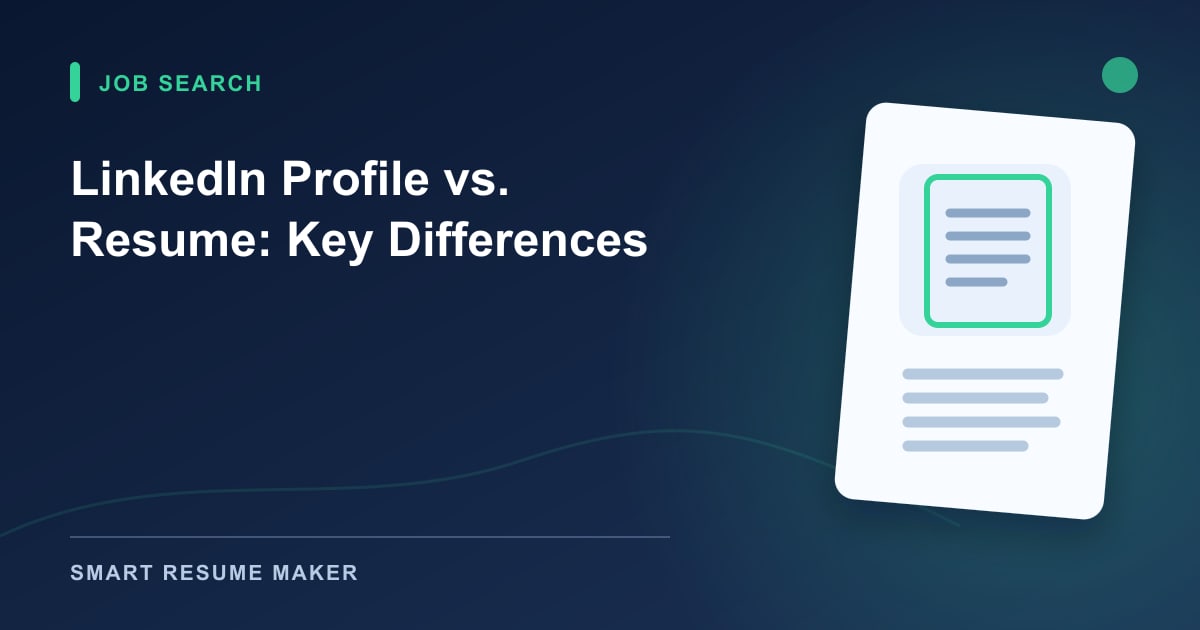 JOB SEARCH
LinkedIn Profile vs.
Resume: Key Differences
SMART RESUME MAKER